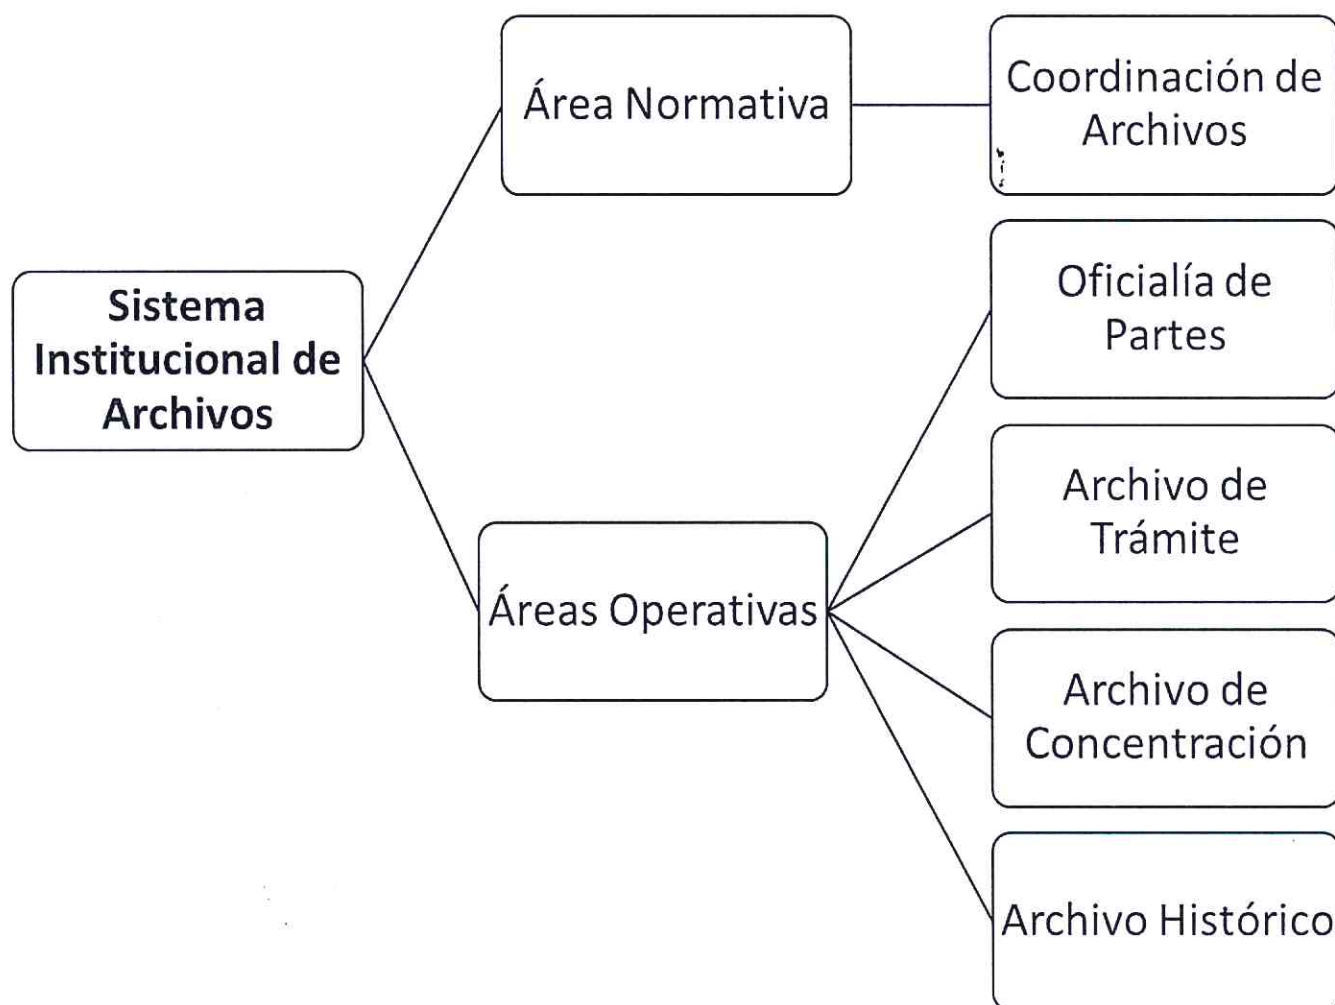 Área Normativa
Coordinación de
Archivos
Sistema
Institucional de
Archivos
Oficialía de
Partes
Archivo de
Trámite
Áreas Operativas
Archivo de
Concentración
Archivo Histórico